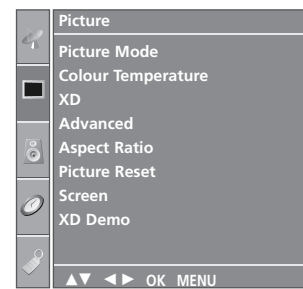 Picture
Picture Mode
Colour Temperature
XD
Advanced
Aspect Ratio
Picture Reset
Screen
XD Demo
▲▼ ◄► OK MENU